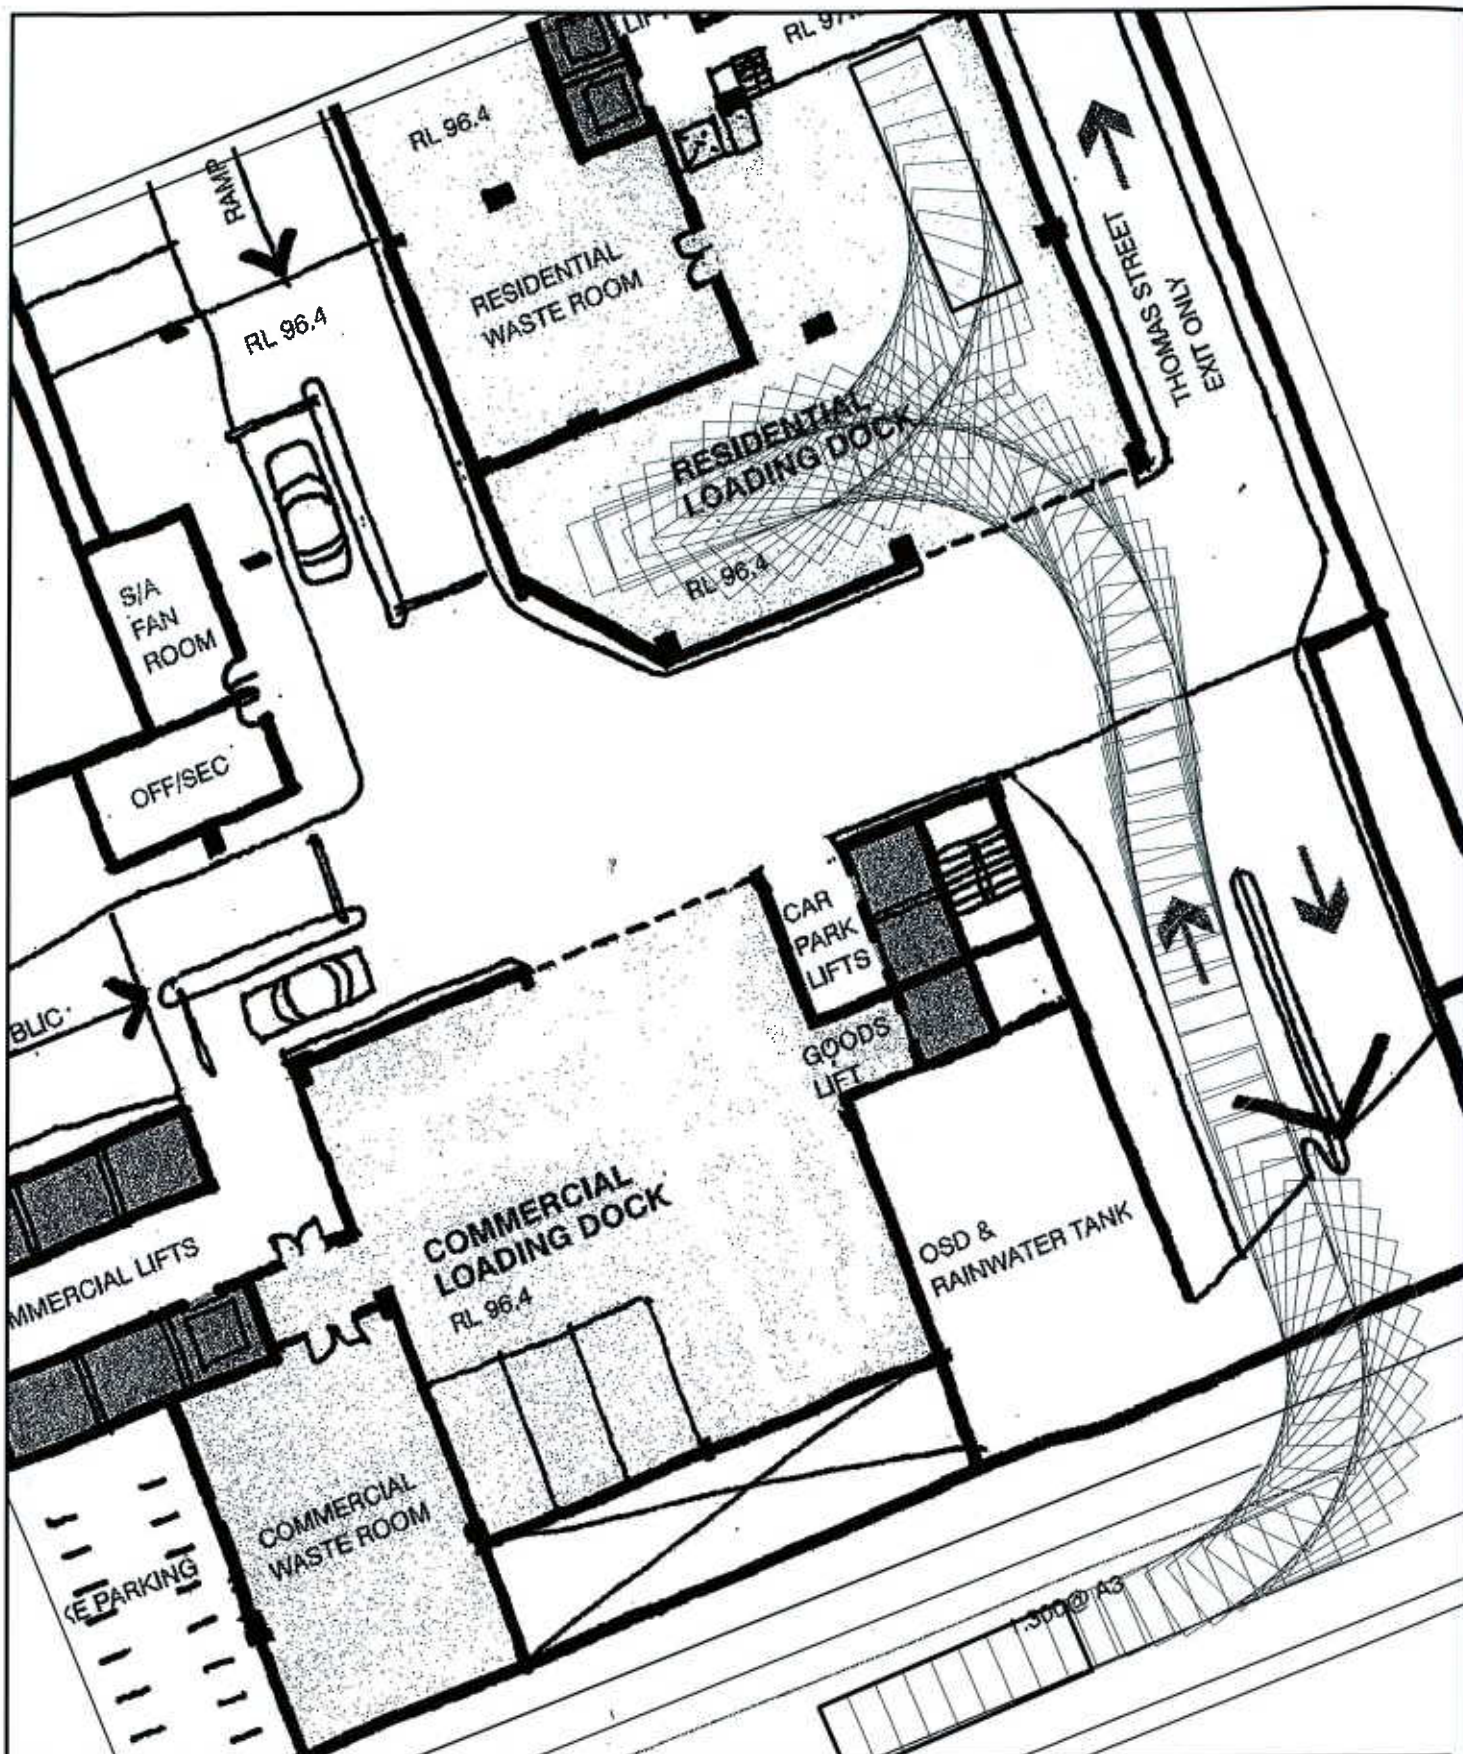 RL 96.4
RAMP
RL 96.4
RESIDENTIAL
WASTE ROOM
THOMAS STREET
EXIT ONLY
RESIDENTIAL
LOADING DOCK
RL 96.4
S/A
FAN
ROOM
OFF/SEC
CAR
PARK
LIFTS
BLIC
GOODS
LIFT
COMMERCIAL
LOADING DOCK
RL 96.4
OSD &
RAINWATER TANK
MMERCIAL LIFTS
COMMERCIAL
WASTE ROOM
KE PARKING
:300@ A3